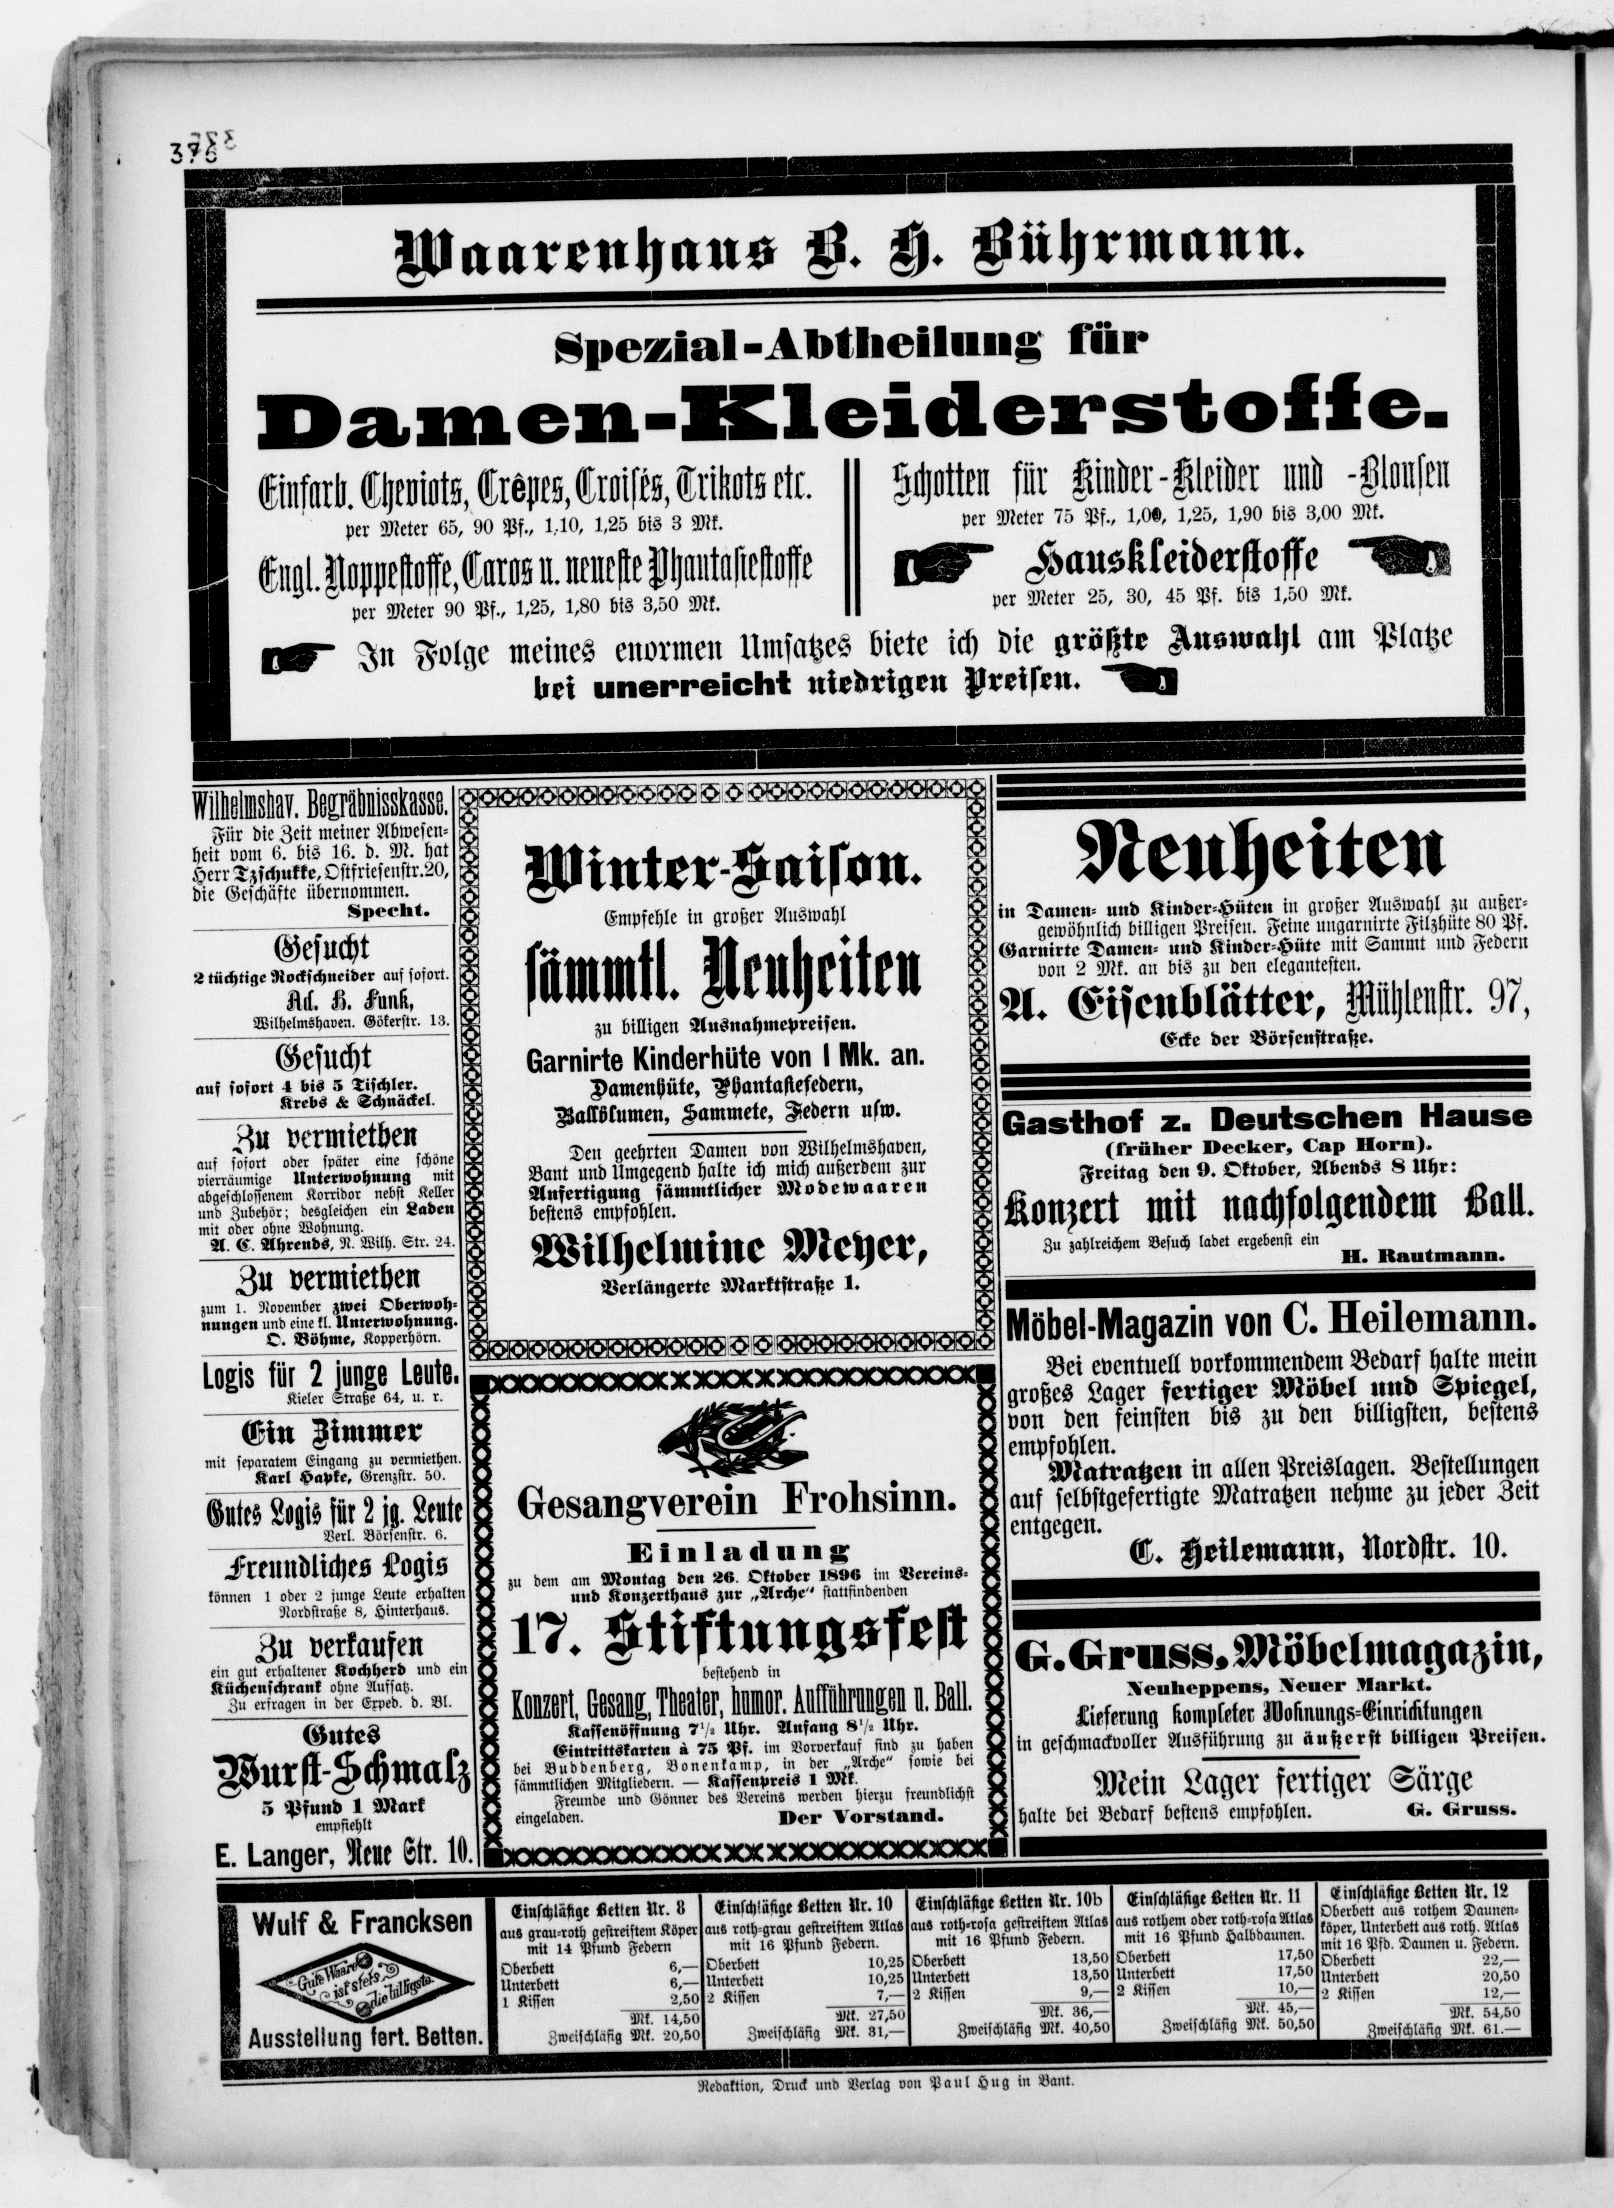 376
Waarenhaus B. H. Bührmann.
Spezial-Abtheilung für
Damen-Kleiderstoffe.
Einfarb. Cheviots, Crêpes, Croisés, Trikots etc.
per Meter 65, 90 Pf., 1,10, 1,25 bis 3 Mk.
Engl. Noppestoffe, Caros u. neueste Phantasiestoffe
per Meter 90 Pf., 1,25, 1,80 bis 3,50 Mk.
Schotten für Kinder-Kleider und -Blousen
per Meter 75 Pf., 1,00, 1,25, 1,90 bis 3,00 Mk.
Hauskleiderstoffe
per Meter 25, 30, 45 Pf. bis 1,50 Mk.
In Folge meines enormen Umsatzes biete ich die größte Auswahl am Platze
bei unerreicht niedrigen Preisen.
Wilhelmshav. Begräbnisskasse.
Für die Zeit meiner Abwesen-
heit vom 6. bis 16. d. M. hat
Herr Tzschukke, Ostfriesenstr. 20,
die Geschäfte übernommen.
Specht.
Gesucht
2 tüchtige Rockschneider auf sofort.
Ad. H. Funk,
Wilhelmshaven. Gökerstr. 13.
Gesucht
auf sofort 4 bis 5 Tischler.
Krebs & Schnäckel.
Zu vermiethen
auf sofort oder später eine schöne
vierräumige Unterwohnung mit
abgeschlossenem Korridor nebst Keller
und Zubehör; desgleichen ein Laden
mit oder ohne Wohnung.
A. C. Ahrends, N. Wilh. Str. 24.
Zu vermiethen
zum 1. November zwei Oberwoh-
nungen und eine kl. Unterwohnung.
O. Böhme, Kopperhörn.
Logis für 2 junge Leute.
Kieler Straße 64, u. r.
Ein Zimmer
mit separatem Eingang zu vermiethen.
Karl Hapke, Grenzstr. 50.
Gutes Logis für 2 jg. Leute
Verl. Börsenstr. 6.
Freundliches Logis
können 1 oder 2 junge Leute erhalten
Nordstraße 8, Hinterhaus.
Zu verkaufen
ein gut erhaltener Kochherd und ein
Küchenschrank ohne Aufsatz.
Zu erfragen in der Exped. d. Bl.
Gutes
Wurst-Schmalz
5 Pfund 1 Mark
empfiehlt
E. Langer, Neue Str. 10.
Winter-Saison.
Empfehle in großer Auswahl
sämmtl. Neuheiten
zu billigen Ausnahmepreisen.
Garnirte Kinderhüte von 1 Mk. an.
Damenhüte, Phantasiefedern,
Ballblumen, Sammete, Federn usw.
Den geehrten Damen von Wilhelmshaven,
Bant und Umgegend halte ich mich außerdem zur
Anfertigung sämmtlicher Modewaaren
bestens empfohlen.
Wilhelmine Meyer,
Verlängerte Marktstraße 1.
Gesangverein Frohsinn.
Einladung
zu dem am Montag den 26. Oktober 1896 im Vereins-
und Konzerthaus zur „Arche“ stattfindenden
17. Stiftungsfest
bestehend in
Konzert, Gesang, Theater, humor. Aufführungen u. Ball.
Kassenöffnung 7½ Uhr. Anfang 8½ Uhr.
Eintrittskarten à 75 Pf. im Vorverkauf sind zu haben
bei Buddenberg, Bonenkamp, in der „Arche“ sowie bei
sämmtlichen Mitgliedern. — Kassenpreis 1 Mk.
Freunde und Gönner des Vereins werden hierzu freundlichst
eingeladen. Der Vorstand.
Neuheiten
in Damen- und Kinder-Hüten in großer Auswahl zu außer-
gewöhnlich billigen Preisen. Feine ungarnirte Filzhüte 80 Pf.
Garnirte Damen- und Kinder-Hüte mit Sammt und Federn
von 2 Mk. an bis zu den elegantesten.
A. Eisenblätter, Mühlenstr. 97,
Ecke der Börsenstraße.
Gasthof z. Deutschen Hause
(früher Decker, Cap Horn).
Freitag den 9. Oktober, Abends 8 Uhr:
Konzert mit nachfolgendem Ball.
Zu zahlreichem Besuch ladet ergebenst ein
H. Rautmann.
Möbel-Magazin von C. Heilemann.
Bei eventuell vorkommendem Bedarf halte mein
großes Lager fertiger Möbel und Spiegel,
von den feinsten bis zu den billigsten, bestens
empfohlen.
Matratzen in allen Preislagen. Bestellungen
auf selbstgefertigte Matratzen nehme zu jeder Zeit
entgegen.
C. Heilemann, Nordstr. 10.
G. Gruss, Möbelmagazin,
Neuheppens, Neuer Markt.
Lieferung kompleter Wohnungs-Einrichtungen
in geschmackvoller Ausführung zu äußerst billigen Preisen.
Mein Lager fertiger Särge
halte bei Bedarf bestens empfohlen. G. Gruss.
Wulf & Francksen
Gute Waare
ist stets
die billigste.
Ausstellung fert. Betten.
Einschläfige Betten Nr. 8
aus grau-roth gestreiftem Köper
mit 14 Pfund Federn
Oberbett 6,—
Unterbett 6,—
1 Kissen 2,50
Mk. 14,50
Zweischläfig Mk. 20,50
Einschläfige Betten Nr. 10
aus roth-grau gestreiftem Atlas
mit 16 Pfund Federn.
Oberbett 10,25
Unterbett 10,25
2 Kissen 7,—
Mk. 27,50
Zweischläfig Mk. 31,—
Einschläfige Betten Nr. 10b
aus roth-rosa gestreiftem Atlas
mit 16 Pfund Federn.
Oberbett 13,50
Unterbett 13,50
2 Kissen 9,—
Mk. 36,—
Zweischläfig Mk. 40,50
Einschläfige Betten Nr. 11
aus rothem oder roth-rosa Atlas
mit 16 Pfund Halbdaunen.
Oberbett 17,50
Unterbett 17,50
2 Kissen 10,—
Mk. 45,—
Zweischläfig Mk. 50,50
Einschläfige Betten Nr. 12
Oberbett aus rothem Daunen-
köper, Unterbett aus roth. Atlas
mit 16 Pfd. Daunen u. Federn.
Oberbett 22,—
Unterbett 20,50
2 Kissen 12,—
Mk. 54,50
Zweischläfig Mk. 61.—
Redaktion, Druck und Verlag von Paul Hug in Bant.